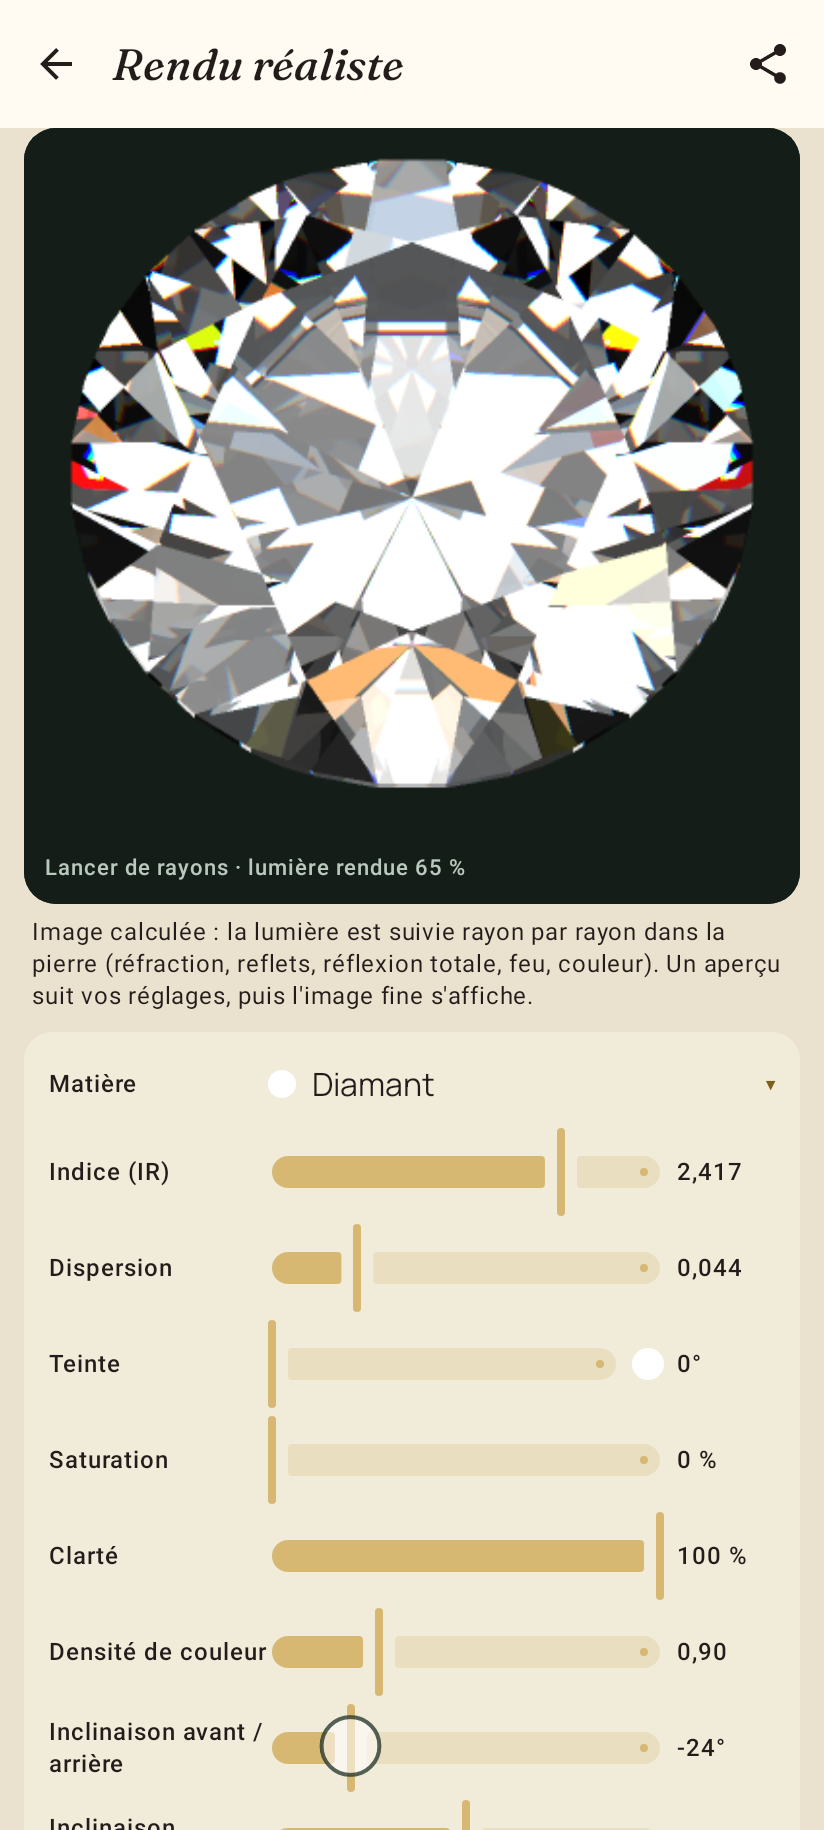 Rendu réaliste
Lancer de rayons · lumière rendue 65 %
Image calculée : la lumière est suivie rayon par rayon dans la
pierre (réfraction, reflets, réflexion totale, feu, couleur). Un aperçu
suit vos réglages, puis l'image fine s'affiche.
Matière Diamant ▼
Indice (IR) 2,417
Dispersion 0,044
Teinte 0°
Saturation 0 %
Clarté 100 %
Densité de couleur 0,90
Inclinaison avant /
arrière -24°
Inclinaison